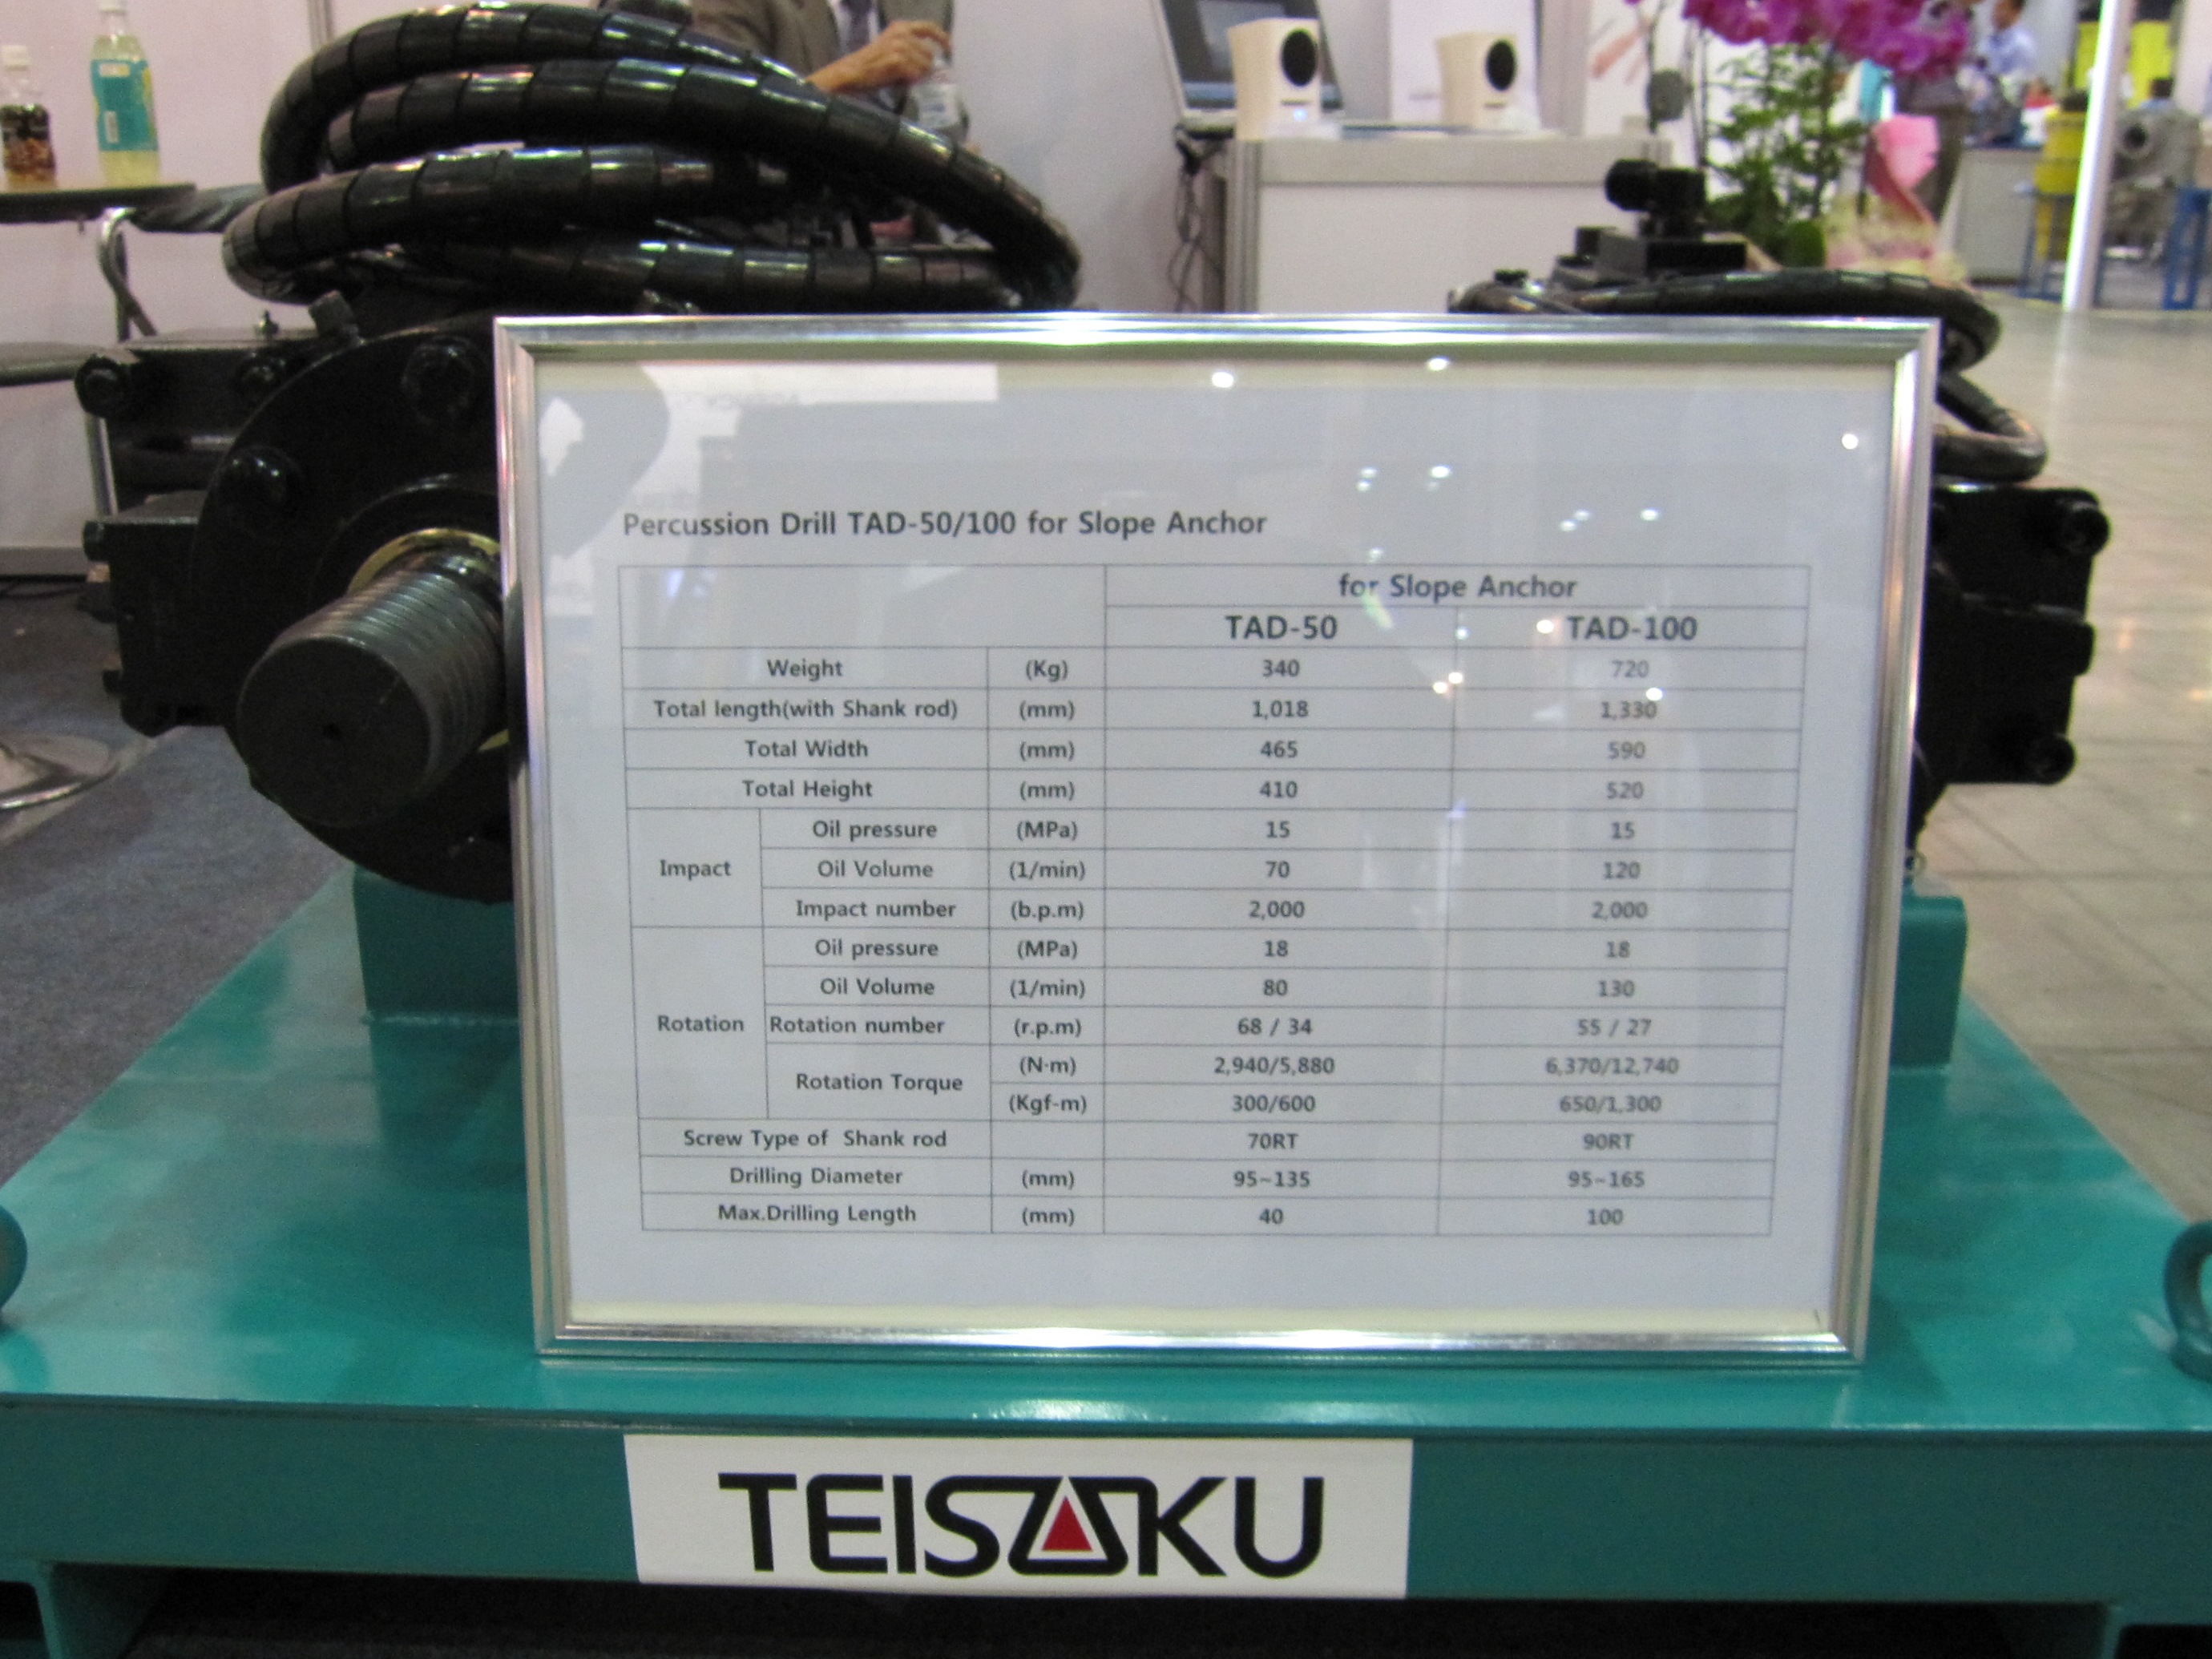 Percussion Drill TAD-50/100 for Slope Anchor
for Slope Anchor
TAD-50 TAD-100
Weight (Kg) 340 720
Total length(with Shank rod) (mm) 1,018 1,330
Total Width (mm) 465 590
Total Height (mm) 410 520
Impact
Oil pressure (MPa) 15 15
Oil Volume (1/min) 70 120
Impact number (b.p.m) 2,000 2,000
Rotation
Oil pressure (MPa) 18 18
Oil Volume (1/min) 80 130
Rotation number (r.p.m) 68 / 34 55 / 27
Rotation Torque
(N·m) 2,940/5,880 6,370/12,740
(Kgf-m) 300/600 650/1,300
Screw Type of Shank rod 70RT 90RT
Drilling Diameter (mm) 95~135 95~165
Max.Drilling Length (mm) 40 100
TEISAKU